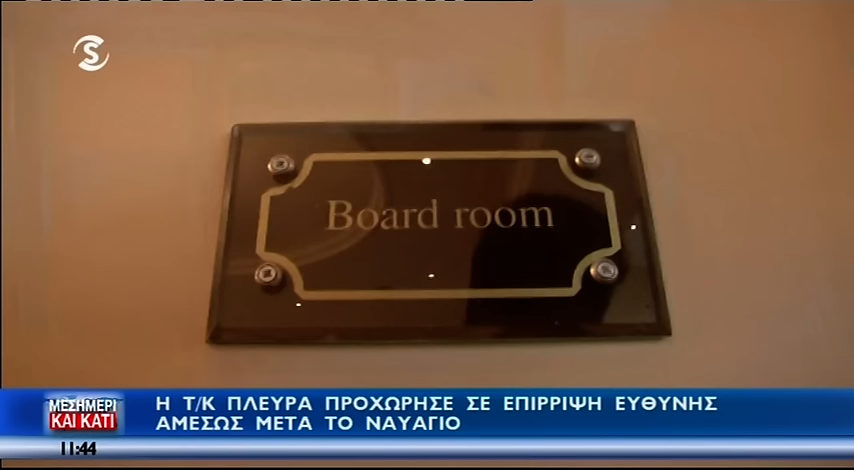 S
Board room
ΜΕΣΗΜΕΡΙ
ΚΑΙ ΚΑΤΙ
Η Τ/Κ ΠΛΕΥΡΑ ΠΡΟΧΩΡΗΣΕ ΣΕ ΕΠΙΡΡΙΨΗ ΕΥΘΥΝΗΣ
ΑΜΕΣΩΣ ΜΕΤΑ ΤΟ ΝΑΥΑΓΙΟ
11:44